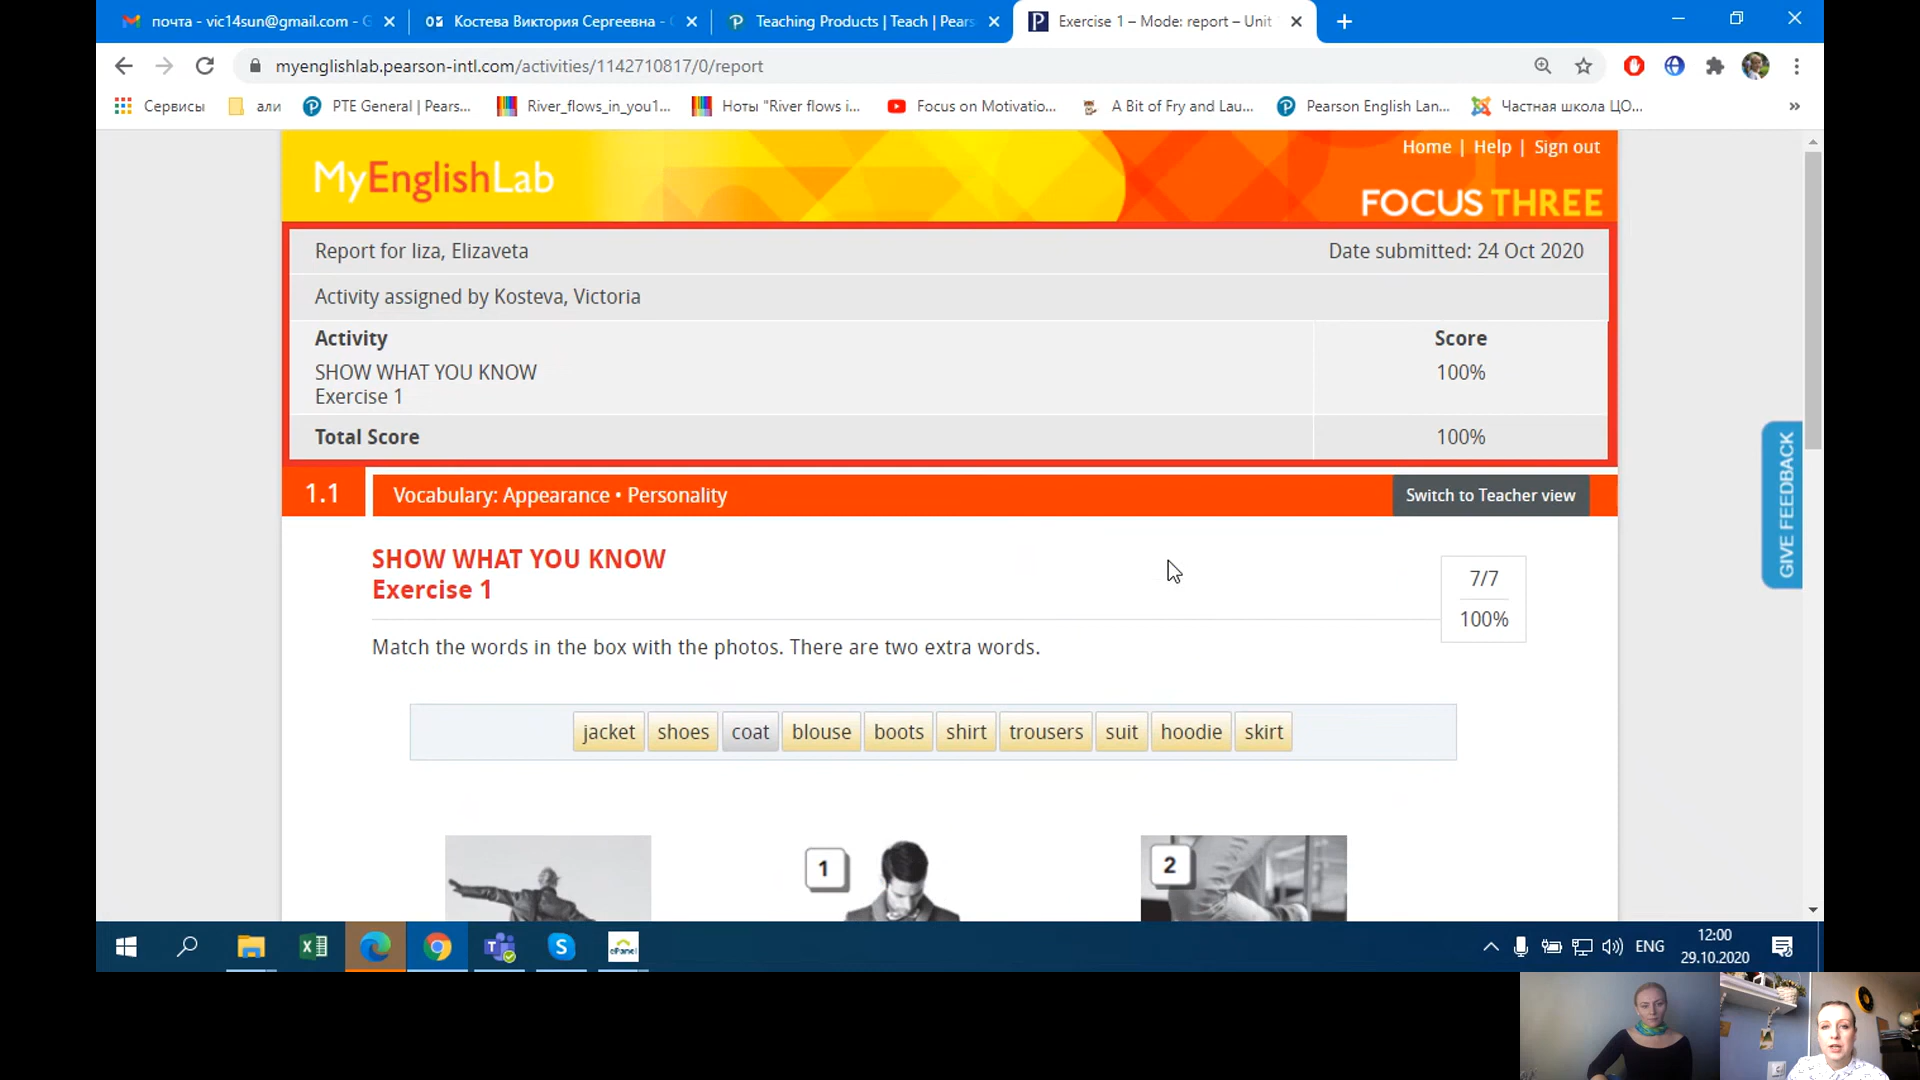 почта - vic14sun@gmail.com - G
Костева Виктория Сергеевна -
Teaching Products | Teach | Pears
Exercise 1 – Mode: report – Unit
myenglishlab.pearson-intl.com/activities/1142710817/0/report
Сервисы
али
PTE General | Pears...
River_flows_in_you1...
Ноты "River flows i...
Focus on Motivatio...
A Bit of Fry and Lau...
Pearson English Lan...
Частная школа ЦО...
»
Home | Help | Sign out
MyEnglishLab
FOCUS THREE
Report for liza, Elizaveta
Date submitted: 24 Oct 2020
Activity assigned by Kosteva, Victoria
Activity
Score
SHOW WHAT YOU KNOW
100%
Exercise 1
Total Score
100%
GIVE FEEDBACK
1.1
Vocabulary: Appearance • Personality
Switch to Teacher view
SHOW WHAT YOU KNOW
Exercise 1
7/7
100%
Match the words in the box with the photos. There are two extra words.
jacket shoes coat blouse boots shirt trousers suit hoodie skirt
1
2
ENG
12:00
29.10.2020